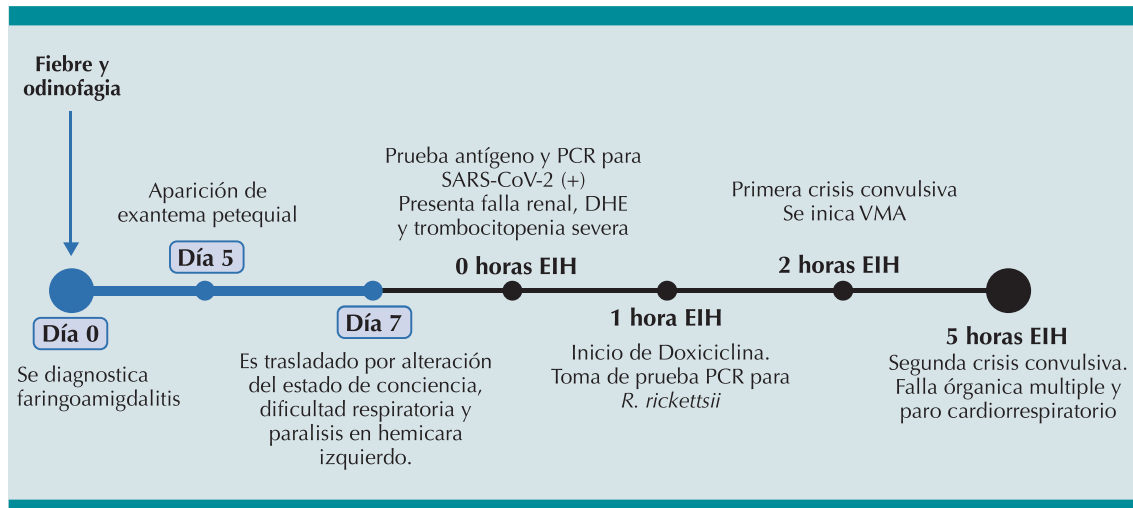 Fiebre y
odinofagia
Día 0
Se diagnostica
faringoamigdalitis
Aparición de
exantema petequial
Día 5
Día 7
Es trasladado por alteración
del estado de conciencia,
dificultad respiratoria y
paralisis en hemicara
izquierdo.
Prueba antígeno y PCR para
SARS-CoV-2 (+)
Presenta falla renal, DHE
y trombocitopenia severa
0 horas EIH
1 hora EIH
Inicio de Doxiciclina.
Toma de prueba PCR para
R. rickettsii
Primera crisis convulsiva
Se inica VMA
2 horas EIH
5 horas EIH
Segunda crisis convulsiva.
Falla órganica multiple y
paro cardiorrespiratorio